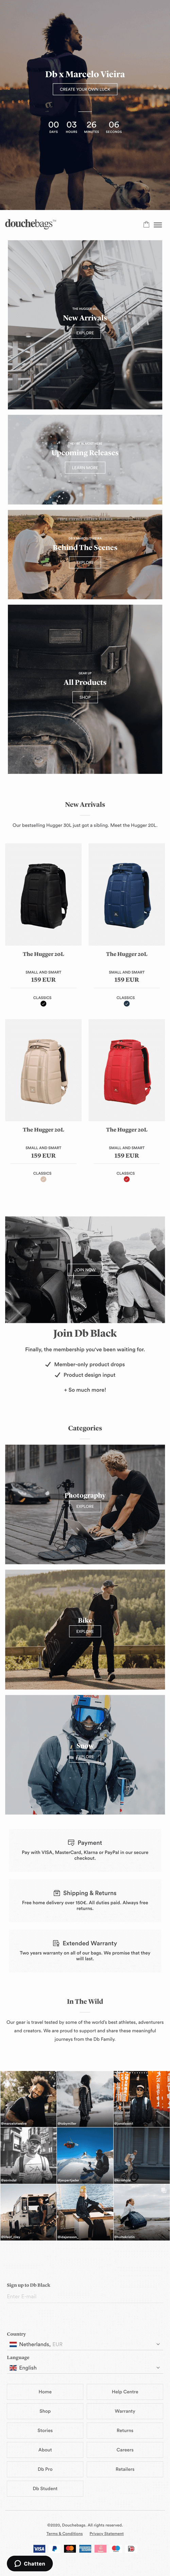 Db x Marcelo Vieira
CREATE YOUR OWN LUCK
00 03 26 06
DAYS HOURS MINUTES SECONDS
douchebags™
THE HUGGER 20L
New Arrivals
EXPLORE
Upcoming Releases
LEARN MORE
Behind The Scenes
EXPLORE
GEAR UP
All Products
SHOP
New Arrivals
Our bestselling Hugger 30L just got a sibling. Meet the Hugger 20L.
The Hugger 20L
SMALL AND SMART
159 EUR
CLASSICS
The Hugger 20L
SMALL AND SMART
159 EUR
CLASSICS
The Hugger 20L
SMALL AND SMART
159 EUR
CLASSICS
The Hugger 20L
SMALL AND SMART
159 EUR
CLASSICS
JOIN NOW
Join Db Black
Finally, the membership you've been waiting for.
Member-only product drops
Product design input
+ So much more!
Categories
Photography
EXPLORE
Bike
EXPLORE
Snow
EXPLORE
Payment
Pay with VISA, MasterCard, Klarna or PayPal in our secure
checkout.
Shipping & Returns
Free home delivery over 150€. All duties paid. Always free
returns.
Extended Warranty
Two years warranty on all of our bags. We promise that they
will last.
In The Wild
Our gear is travel tested by some of the world's best athletes, adventurers
and creators. We are proud to support and share these meaningful
journeys from the Db Family.
Sign up to Db Black
Enter E-mail
Country
Netherlands, EUR
Language
English
Home
Help Centre
Shop
Warranty
Stories
Returns
About
Careers
Db Pro
Retailers
Db Student
©2020, Douchebags. All rights reserved.
Terms & Conditions
Privacy Statement
VISA
Chatten